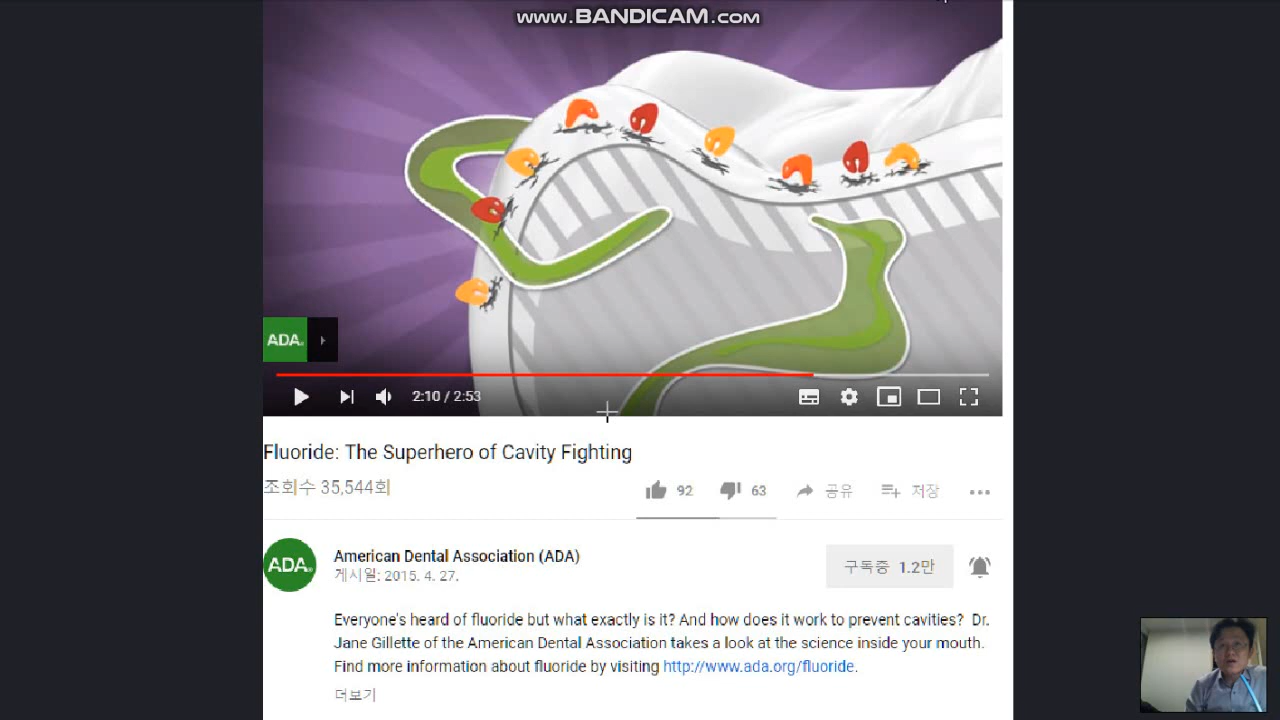 www.BANDICAM.com
ADA
2:10 / 2:53
Fluoride: The Superhero of Cavity Fighting
조회수 35,544회
92 63 공유 저장
ADA
American Dental Association (ADA)
게시일: 2015. 4. 27.
구독중 1.2만
Everyone's heard of fluoride but what exactly is it? And how does it work to prevent cavities? Dr.
Jane Gillette of the American Dental Association takes a look at the science inside your mouth.
Find more information about fluoride by visiting http://www.ada.org/fluoride.
더보기